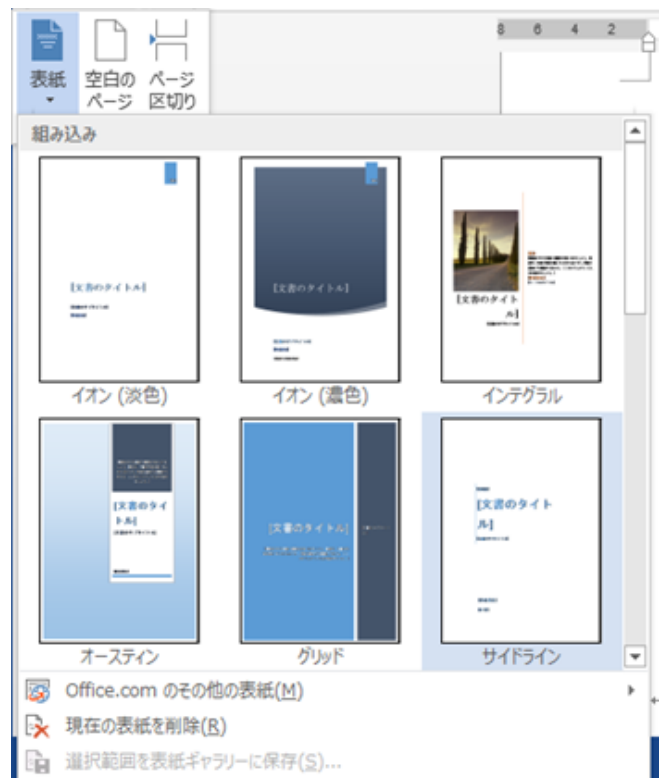 8 6 4 2
表紙 空白の ページ
ページ 区切り
組み込み
[文書のタイトル]
[文書のタイトル]
[文書のタイト
ル]
イオン (淡色) イオン (濃色) インテグラル
[文書のタイ
トル]
[文書のタイトル]
[文書のタイト
ル]
オースティン グリッド サイドライン
Office.com のその他の表紙(M)
現在の表紙を削除(R)
選択範囲を表紙ギャラリーに保存(S)...